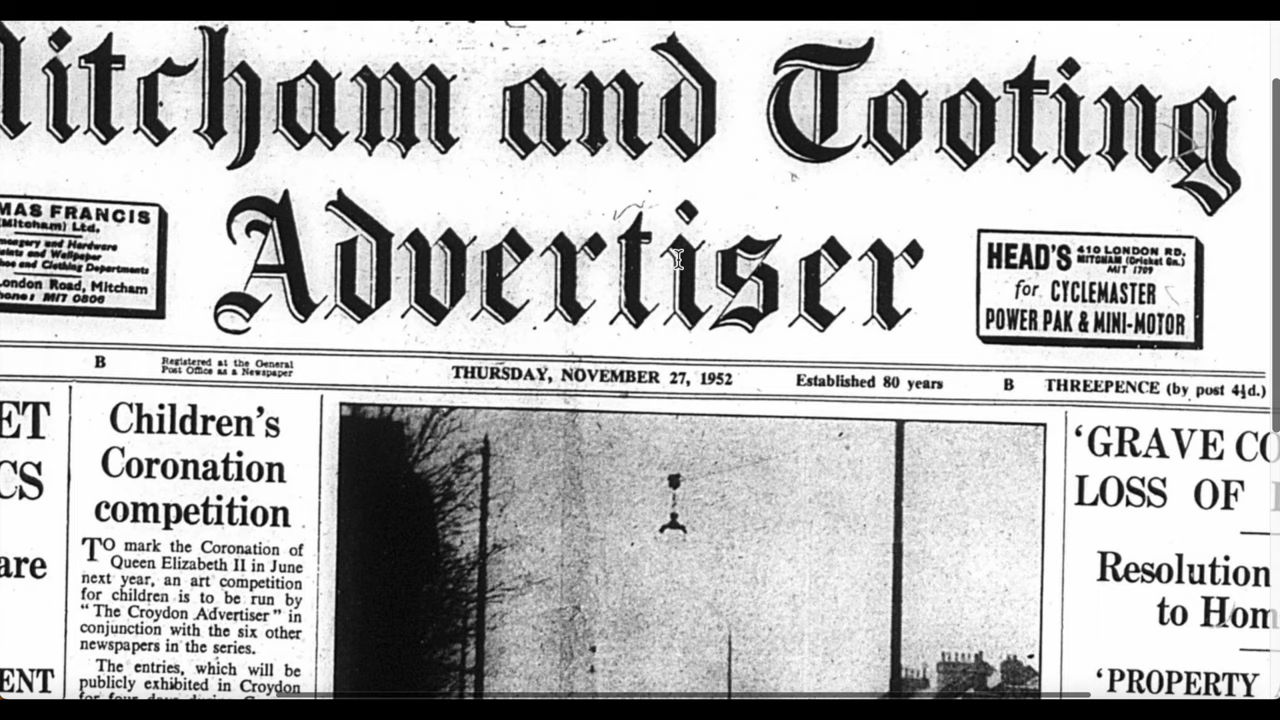 Mitcham and Tooting
Advertiser
MAS FRANCIS
(Mitcham) Ltd.
and Hardware
and Wallpaper
and Clothing Departments
London Road, Mitcham
MIT 0806
HEAD'S 410 LONDON RD.
MITCHAM (Cricket Gn.)
MIT 1709
for CYCLEMASTER
POWER PAK & MINI-MOTOR
B
Registered at the General
Post Office as a Newspaper
THURSDAY, NOVEMBER 27, 1952
Established 80 years
B
THREEPENCE (by post 4½d.)
ET
CS
are
ENT
Children's
Coronation
competition
TO mark the Coronation of
Queen Elizabeth II in June
next year, an art competition
for children is to be run by
“The Croydon Advertiser” in
conjunction with the six other
newspapers in the series.
The entries, which will be
publicly exhibited in Croydon
for four days
‘GRAVE CO
LOSS OF
Resolution
to Hom
‘PROPERTY